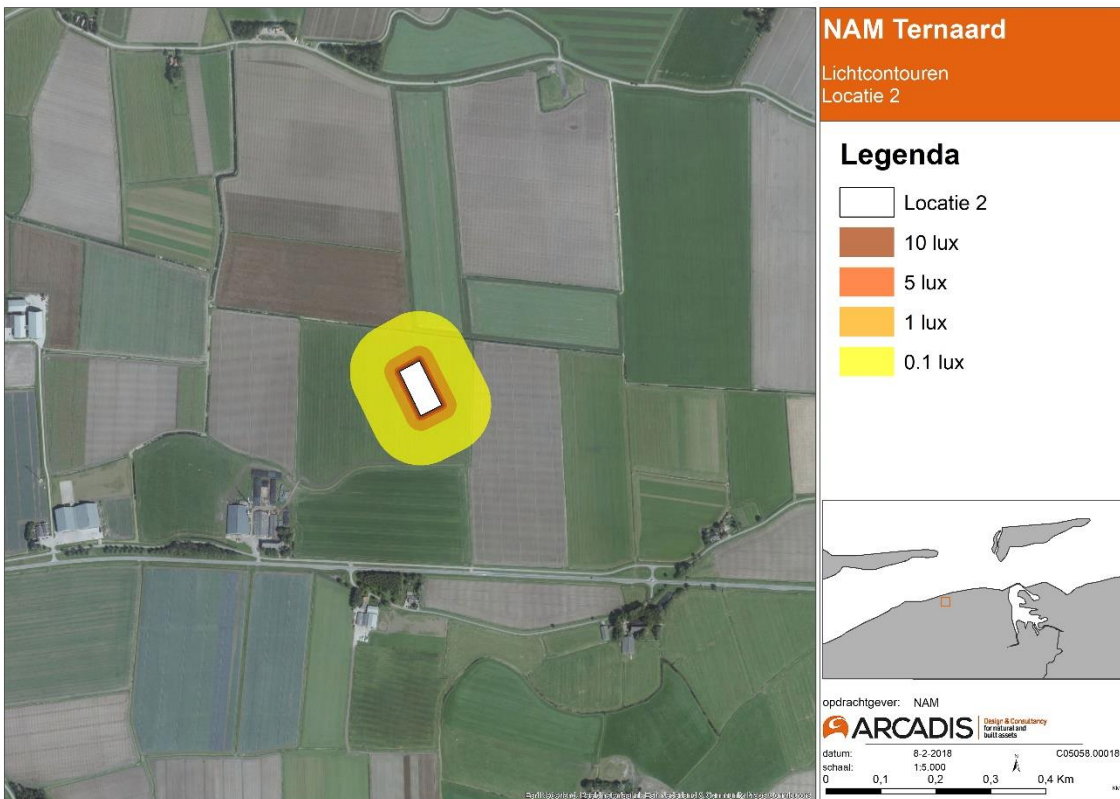 NAM Ternaard
Lichtcontouren
Locatie 2
Legenda
Locatie 2
10 lux
5 lux
1 lux
0.1 lux
opdrachtgever: NAM
ARCADIS Design & Consultancy
for natural and
built assets
datum: 8-2-2018 C05058.00018
schaal: 1:5.000
0 0,1 0,2 0,3 0,4 Km